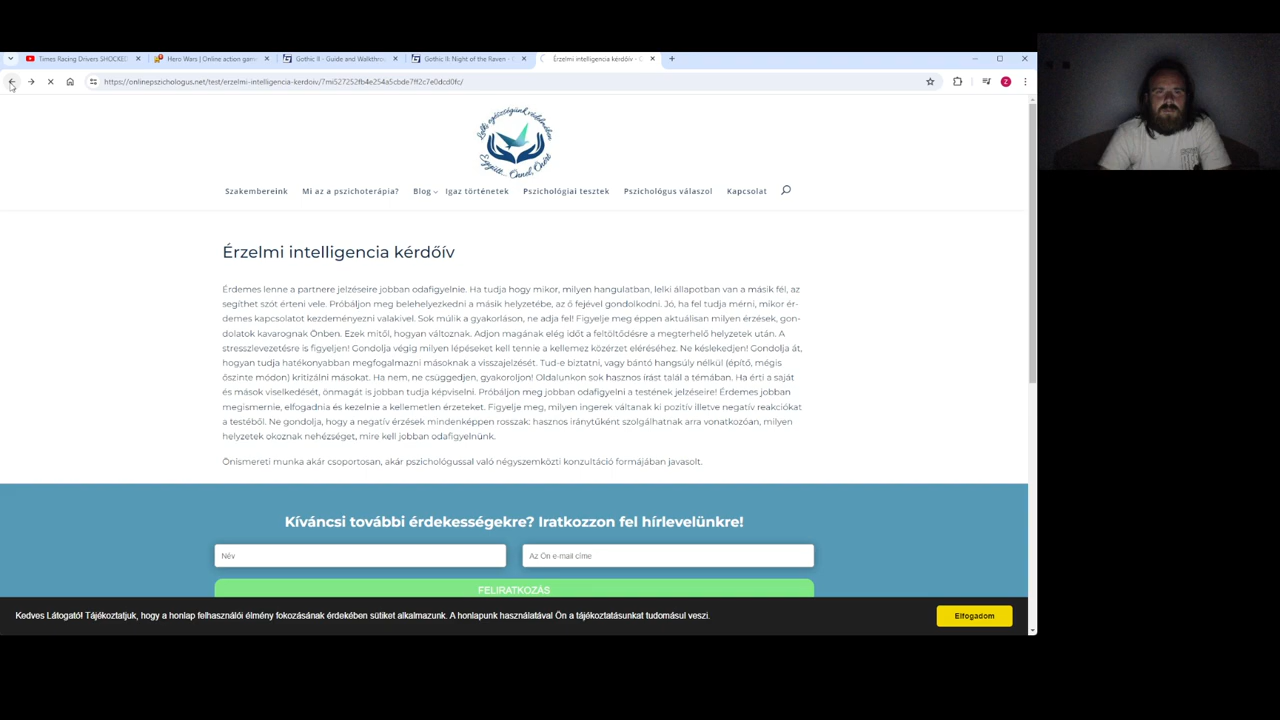 Times Racing Drivers SHOCKED
Hero Wars | Online action gam
Gothic II - Guide and Walkthrou
Gothic II: Night of the Raven - G
Érzelmi intelligencia kérdőív - O
https://onlinepszichologus.net/test/erzelmi-intelligencia-kerdoiv/7mi527252fb4e254a5cbde7ff2c7e0dcd0fc/
Z
Lelki egészségünk védelmében
Együtt... Önnel, Önért
Szakembereink
Mi az a pszichoterápia?
Blog
Igaz történetek
Pszichológiai tesztek
Pszichológus válaszol
Kapcsolat
Érzelmi intelligencia kérdőív
Érdemes lenne a partnere jelzéseire jobban odafigyelnie. Ha tudja hogy mikor, milyen hangulatban, lelki állapotban van a másik fél, az
segíthet szót érteni vele. Próbáljon meg belehelyezkedni a másik helyzetébe, az ő fejével gondolkodni. Jó, ha fel tudja mérni, mikor ér-
demes kapcsolatot kezdeményezni valakivel. Sok múlik a gyakorláson, ne adja fel! Figyelje meg éppen aktuálisan milyen érzések, gon-
dolatok kavarognak Önben. Ezek mitől, hogyan változnak. Adjon magának elég időt a feltöltődésre a megterhelő helyzetek után. A
stresszlevezetésre is figyeljen! Gondolja végig milyen lépéseket kell tennie a kellemez közérzet eléréséhez. Ne késlekedjen! Gondolja át,
hogyan tudja hatékonyabban megfogalmazni másoknak a visszajelzését. Tud-e biztatni, vagy bántó hangsúly nélkül (építő, mégis
őszinte módon) kritizálni másokat. Ha nem, ne csüggedjen, gyakoroljon! Oldalunkon sok hasznos írást talál a témában. Ha érti a saját
és mások viselkedését, önmagát is jobban tudja képviselni. Próbáljon meg jobban odafigyelni a testének jelzéseire! Érdemes jobban
megismernie, elfogadnia és kezelnie a kellemetlen érzeteket. Figyelje meg, milyen ingerek váltanak ki pozitív illetve negatív reakciókat
a testéből. Ne gondolja, hogy a negatív érzések mindenképpen rosszak: hasznos iránytűként szolgálhatnak arra vonatkozóan, milyen
helyzetek okoznak nehézséget, mire kell jobban odafigyelnünk.
Önismereti munka akár csoportosan, akár pszichológussal való négyszemközti konzultáció formájában javasolt.
Kíváncsi további érdekességekre? Iratkozzon fel hírlevelünkre!
Név
Az Ön e-mail címe
FELIRATKOZÁS
Kedves Látogató! Tájékoztatjuk, hogy a honlap felhasználói élmény fokozásának érdekében sütiket alkalmazunk. A honlapunk használatával Ön a tájékoztatásunkat tudomásul veszi.
Elfogadom